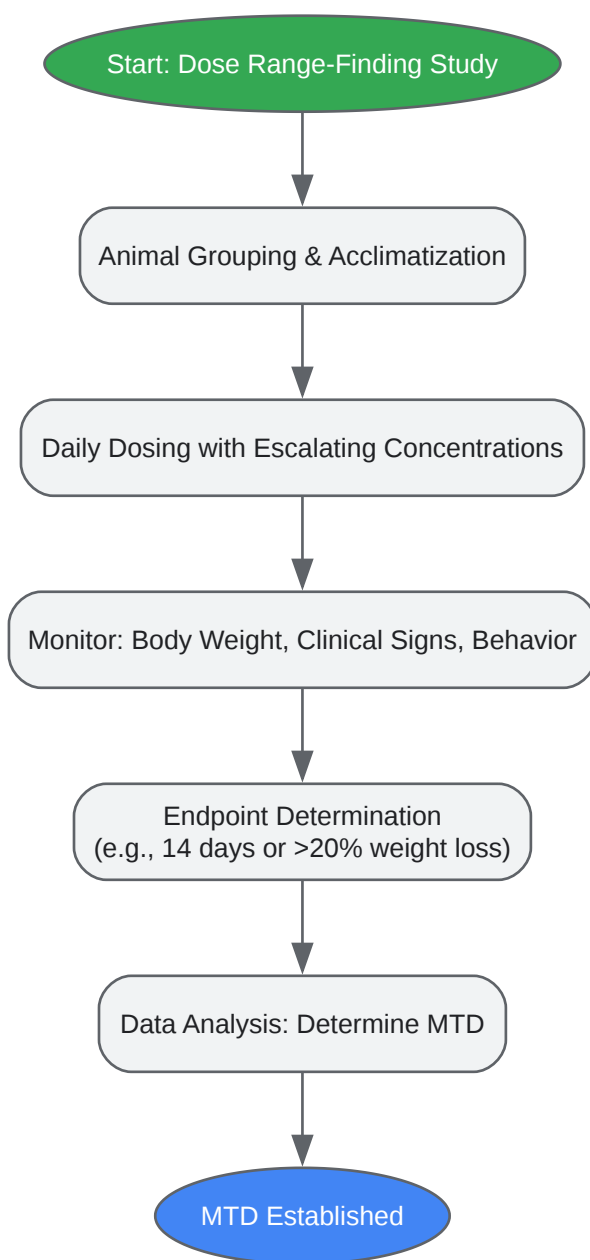 Start: Dose Range-Finding Study
Animal Grouping & Acclimatization
Daily Dosing with Escalating Concentrations
Monitor: Body Weight, Clinical Signs, Behavior
Endpoint Determination
(e.g., 14 days or >20% weight loss)
Data Analysis: Determine MTD
MTD Established